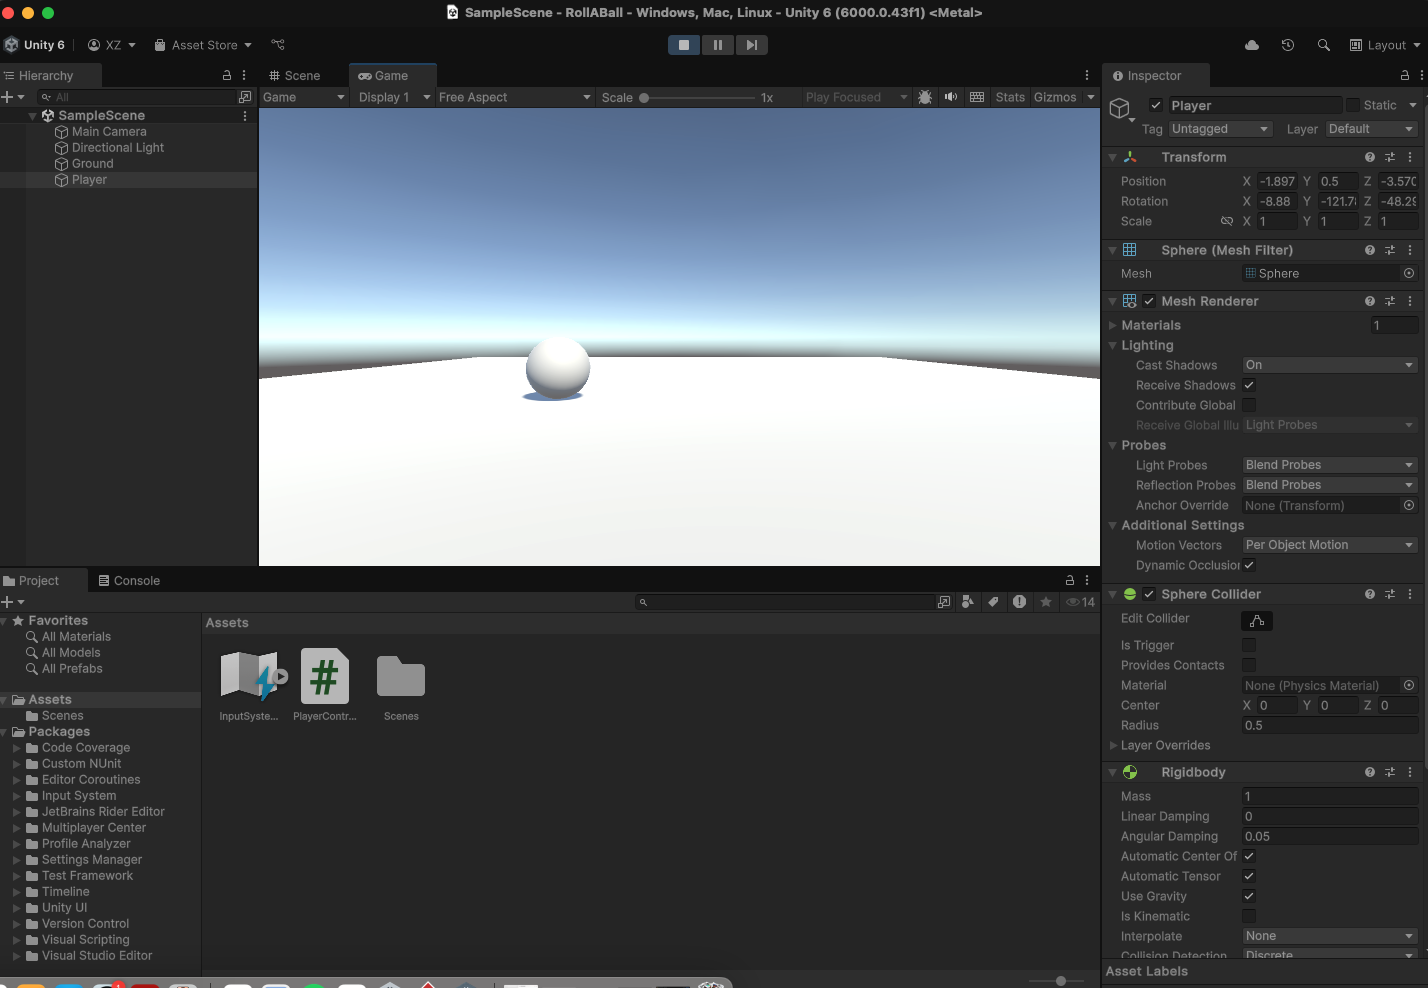 SampleScene - RollABall - Windows, Mac, Linux - Unity 6 (6000.0.43f1) <Metal>
Unity 6 XZ Asset Store Layout
Hierarchy
All
SampleScene
Main Camera
Directional Light
Ground
Player
Scene Game
Game Display 1 Free Aspect Scale 1x Play Focused Stats Gizmos
Inspector
Player Static
Tag Untagged Layer Default
Transform
Position X -1.897 Y 0.5 Z -3.570
Rotation X -8.88 Y -121.7 Z -48.29
Scale X 1 Y 1 Z 1
Sphere (Mesh Filter)
Mesh Sphere
Mesh Renderer
Materials 1
Lighting
Cast Shadows On
Receive Shadows
Contribute Global
Receive Global Illu Light Probes
Probes
Light Probes Blend Probes
Reflection Probes Blend Probes
Anchor Override None (Transform)
Additional Settings
Motion Vectors Per Object Motion
Dynamic Occlusion
Sphere Collider
Edit Collider
Is Trigger
Provides Contacts
Material None (Physics Material)
Center X 0 Y 0 Z 0
Radius 0.5
Layer Overrides
Rigidbody
Mass 1
Linear Damping 0
Angular Damping 0.05
Automatic Center Of
Automatic Tensor
Use Gravity
Is Kinematic
Interpolate None
Collision Detection Discrete
Asset Labels
Project Console
14
Favorites
All Materials
All Models
All Prefabs
Assets
Scenes
Packages
Code Coverage
Custom NUnit
Editor Coroutines
Input System
JetBrains Rider Editor
Multiplayer Center
Profile Analyzer
Settings Manager
Test Framework
Timeline
Unity UI
Version Control
Visual Scripting
Visual Studio Editor
Assets
InputSyste... PlayerContr... Scenes